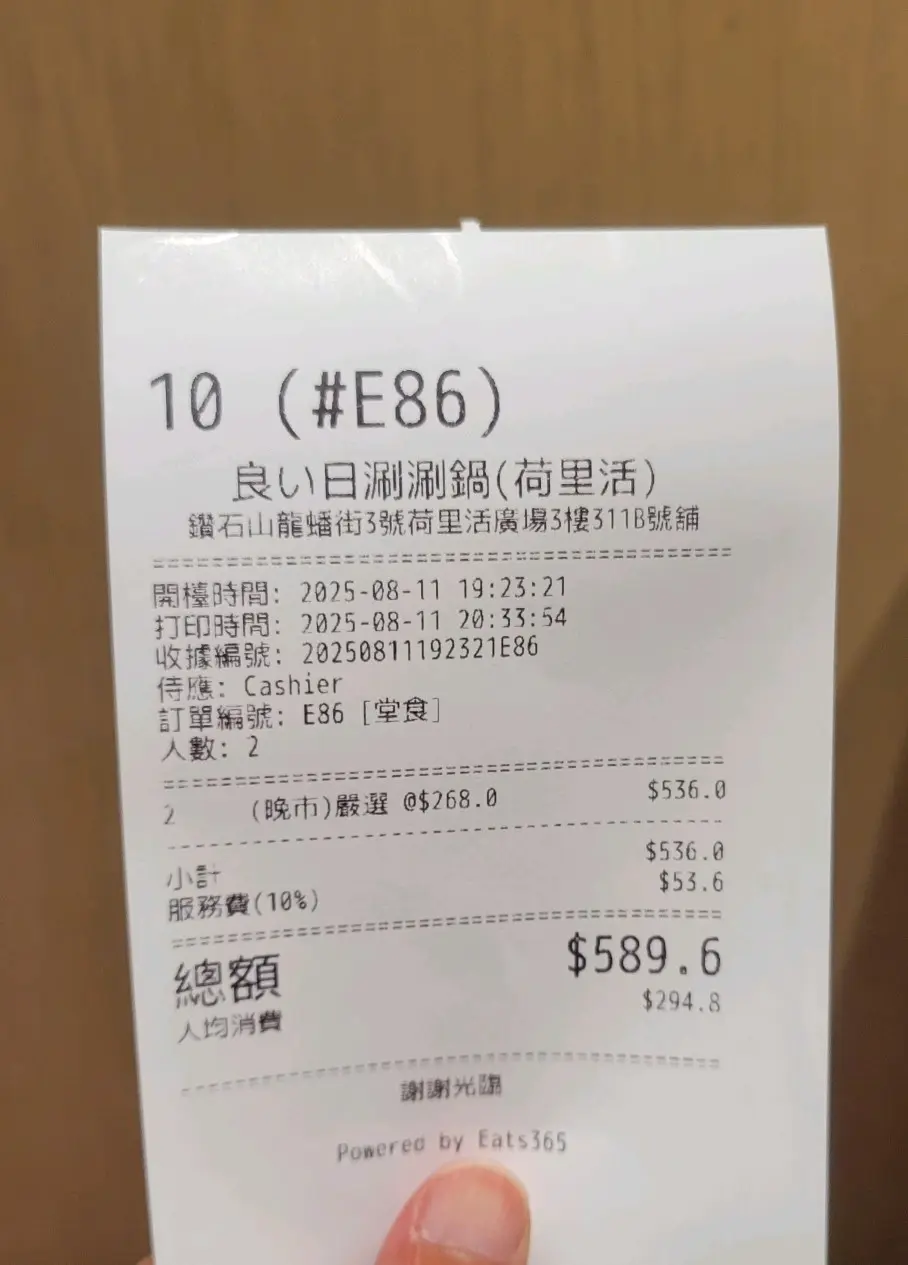 10 (#E86)
良い日涮涮鍋(荷里活)
鑽石山龍蟠街3號荷里活廣場3樓311B號舖
開檯時間: 2025-08-11 19:23:21
打印時間: 2025-08-11 20:33:54
收據編號: 20250811192321E86
侍應: Cashier
訂單編號: E86 [堂食]
人數: 2
2 (晚市)嚴選 @$268.0 $536.0
小計 $536.0
服務費(10%) $53.6
總額 $589.6
人均消費 $294.8
謝謝光臨
Powered by Eats365